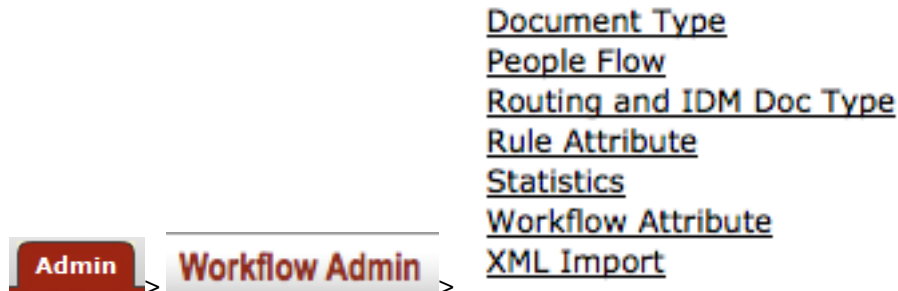 Document Type
People Flow
Routing and IDM Doc Type
Rule Attribute
Statistics
Workflow Attribute
XML Import
Admin > Workflow Admin >